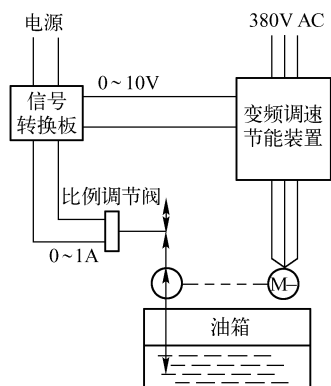 电源
380V AC
0~10V
信号
转换板
变频调速
节能装置
比例调节阀
0~1A
M
油箱